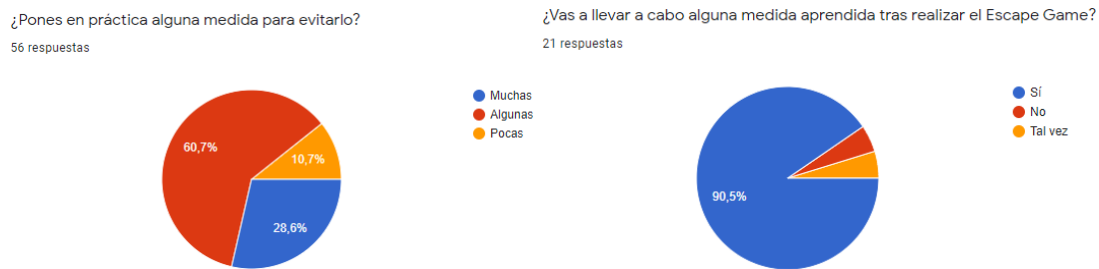 ¿Pones en práctica alguna medida para evitarlo?
56 respuestas
Muchas
Algunas
Pocas
60,7%
10,7%
28,6%
¿Vas a llevar a cabo alguna medida aprendida tras realizar el Escape Game?
21 respuestas
Sí
No
Tal vez
90,5%